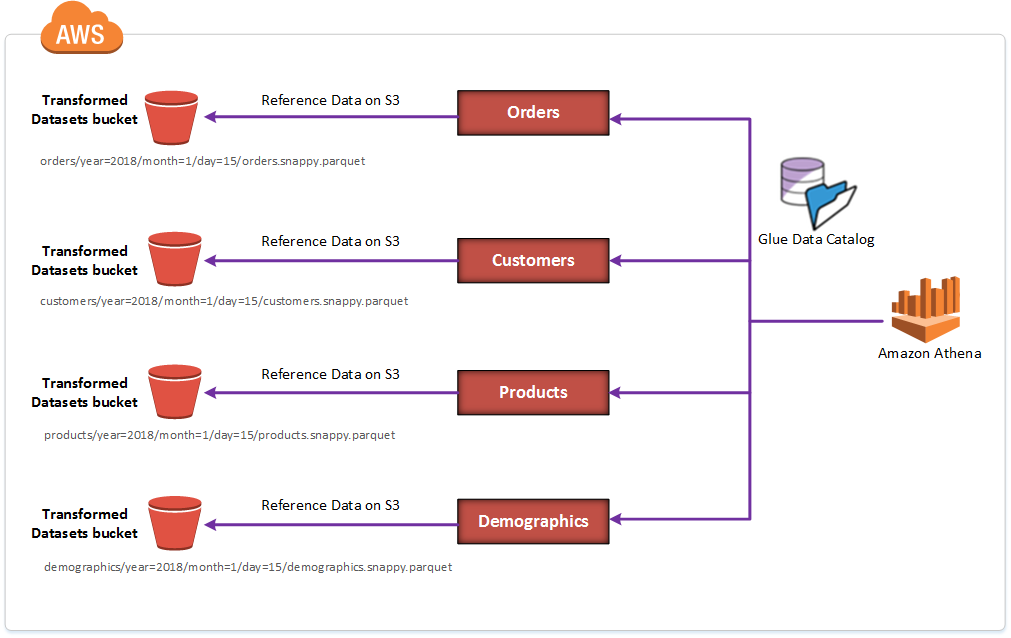 AWS
Transformed
Datasets bucket
Reference Data on S3
Orders
orders/year=2018/month=1/day=15/orders.snappy.parquet
Glue Data Catalog
Transformed
Datasets bucket
Reference Data on S3
Customers
customers/year=2018/month=1/day=15/customers.snappy.parquet
Amazon Athena
Transformed
Datasets bucket
Reference Data on S3
Products
products/year=2018/month=1/day=15/products.snappy.parquet
Transformed
Datasets bucket
Reference Data on S3
Demographics
demographics/year=2018/month=1/day=15/demographics.snappy.parquet